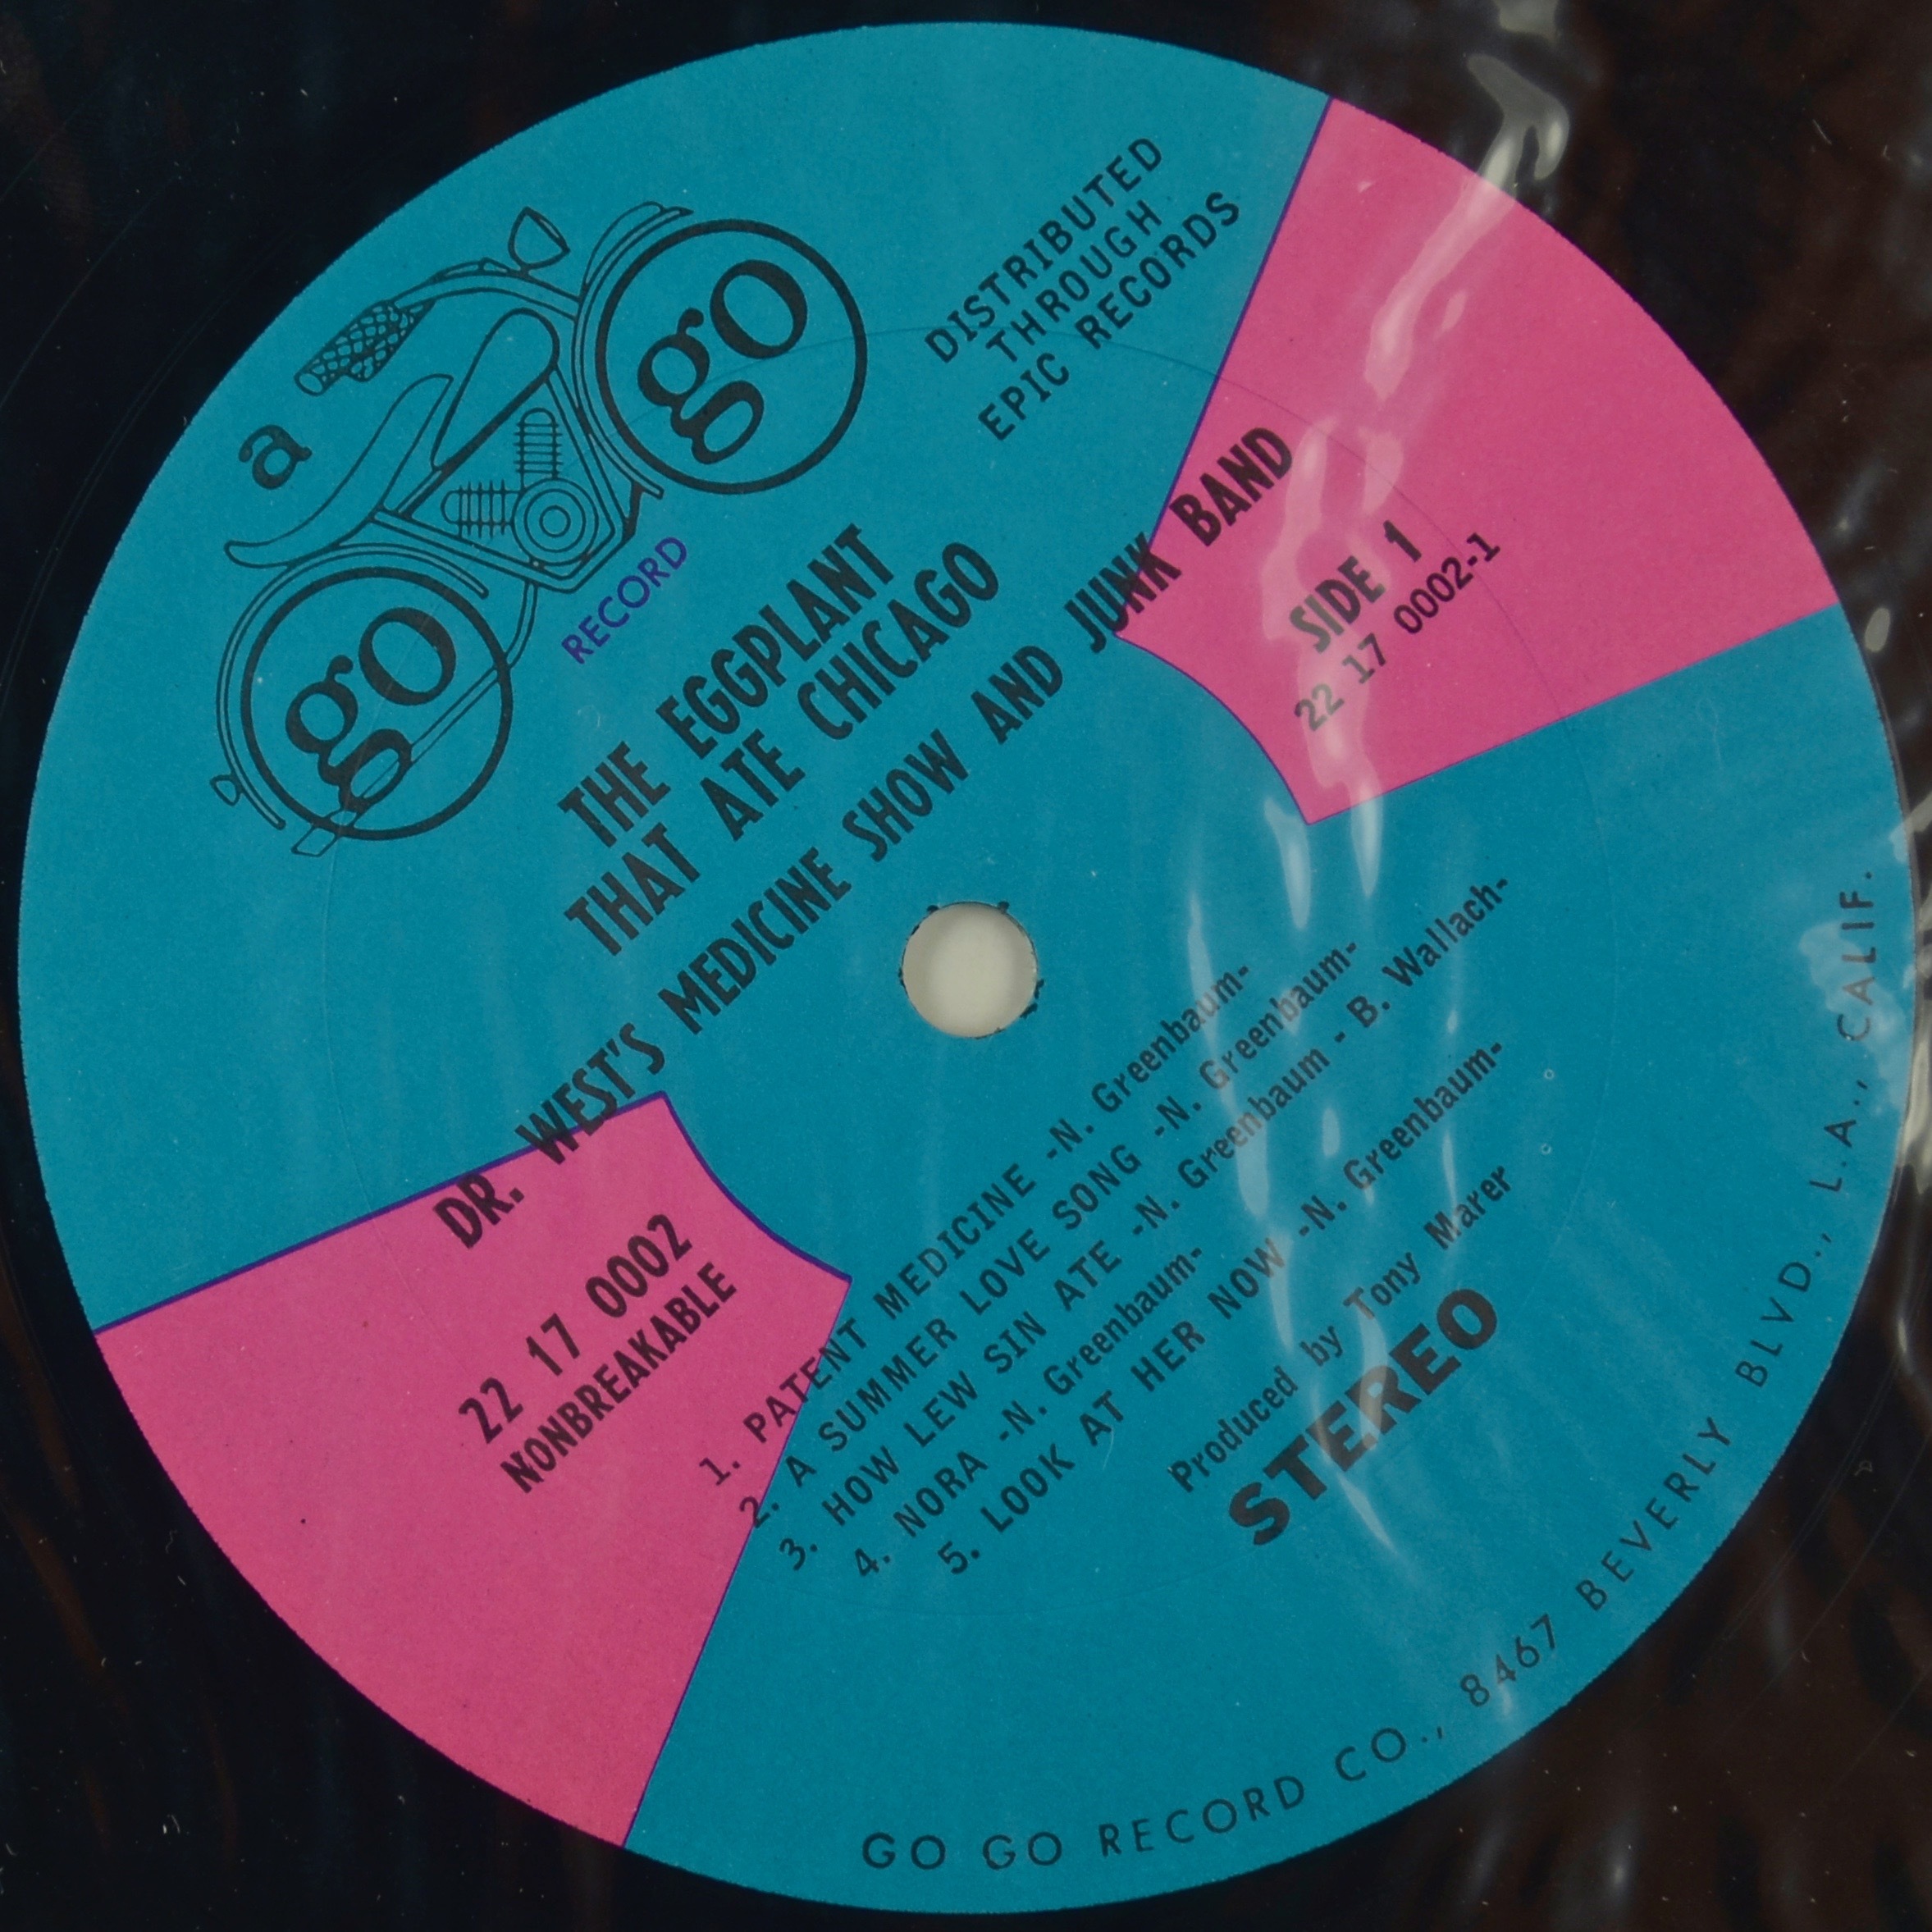 a
go
go
RECORD
DISTRIBUTED
THROUGH
EPIC RECORDS
THE EGGPLANT
THAT ATE CHICAGO
DR. WEST'S MEDICINE SHOW AND JUNK BAND
SIDE 1
22 17 0002-1
22 17 0002
NONBREAKABLE
1. PATENT MEDICINE -N. Greenbaum-
2. A SUMMER LOVE SONG -N. Greenbaum-
3. HOW LEW SIN ATE -N. Greenbaum - B. Wallach-
4. NORA -N. Greenbaum-
5. LOOK AT HER NOW -N. Greenbaum-
Produced by Tony Marer
STEREO
GO GO RECORD CO., 8467 BEVERLY BLVD., L.A., CALIF.